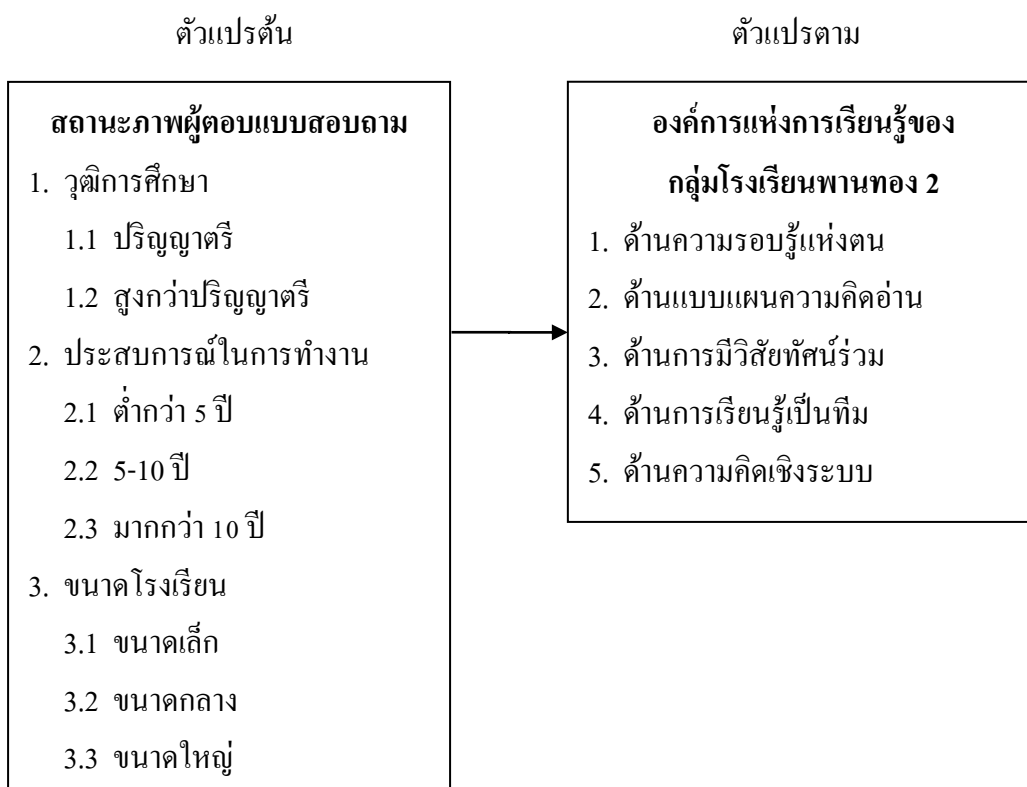 ตัวแปรต้น
สถานะภาพผู้ตอบแบบสอบถาม
1. วุฒิการศึกษา
1.1 ปริญญาตรี
1.2 สูงกว่าปริญญาตรี
2. ประสบการณ์ในการทำงาน
2.1 ต่ำกว่า 5 ปี
2.2 5-10 ปี
2.3 มากกว่า 10 ปี
3. ขนาดโรงเรียน
3.1 ขนาดเล็ก
3.2 ขนาดกลาง
3.3 ขนาดใหญ่
ตัวแปรตาม
องค์การแห่งการเรียนรู้ของ
กลุ่มโรงเรียนพานทอง 2
1. ด้านความรอบรู้แห่งตน
2. ด้านแบบแผนความคิดอ่าน
3. ด้านการมีวิสัยทัศน์ร่วม
4. ด้านการเรียนรู้เป็นทีม
5. ด้านความคิดเชิงระบบ